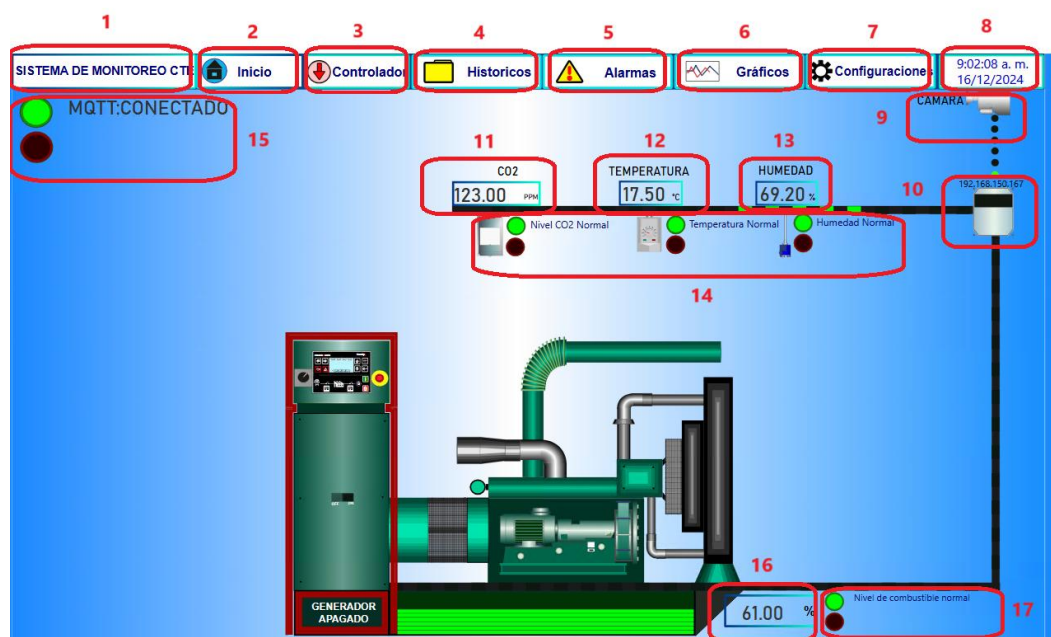 1
2
3
4
5
6
7
8
SISTEMA DE MONITOREO CTE
Inicio
Controlador
Historicos
Alarmas
Gráficos
Configuraciones
9:02:08 a. m.
16/12/2024
MQTT:CONECTADO
15
CAMARA
9
11
12
13
CO2
TEMPERATURA
HUMEDAD
123.00 PPM
17.50 °C
69.20 %
10
192.168.150.167
Nivel CO2 Normal
Temperatura Normal
Humedad Normal
14
16
GENERADOR
APAGADO
61.00 %
Nivel de combustible normal
17